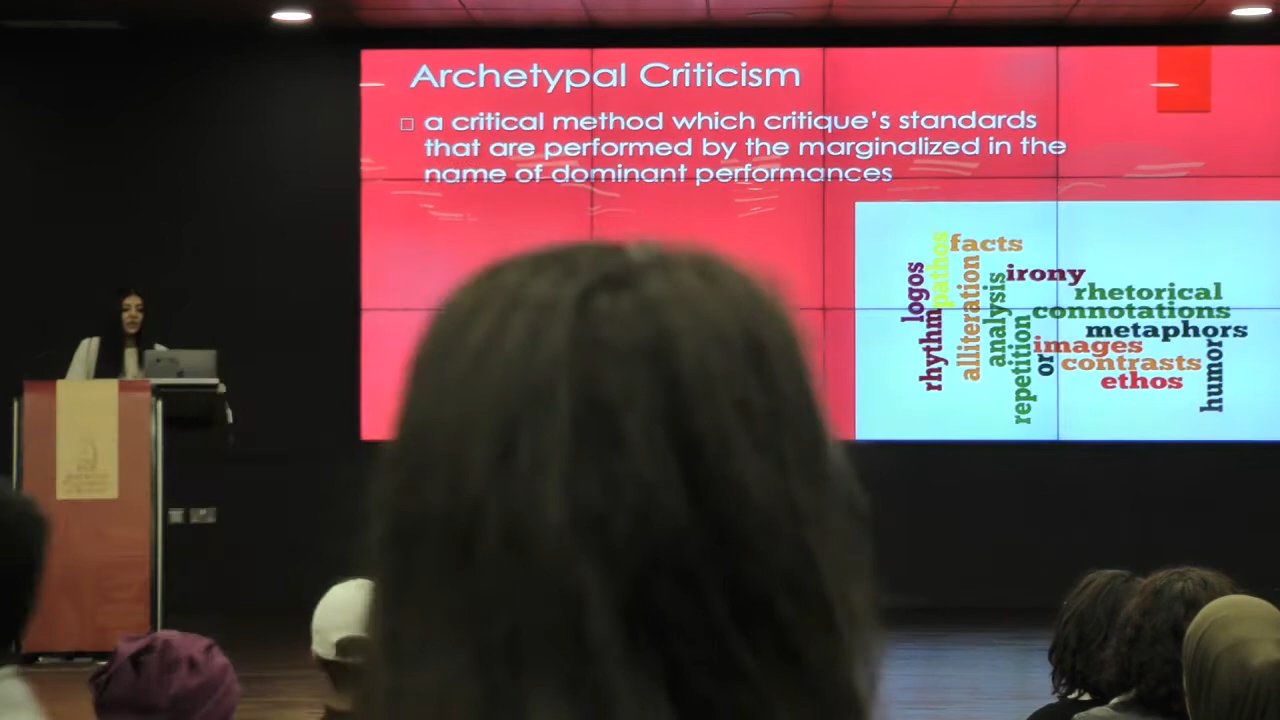 Archetypal Criticism
a critical method which critique's standards
that are performed by the marginalized in the
name of dominant performances
facts
logos
pathos
irony
alliteration
analysis
rhetorical
connotations
rhythm
repetition
metaphors
or
images
contrasts
ethos
humor